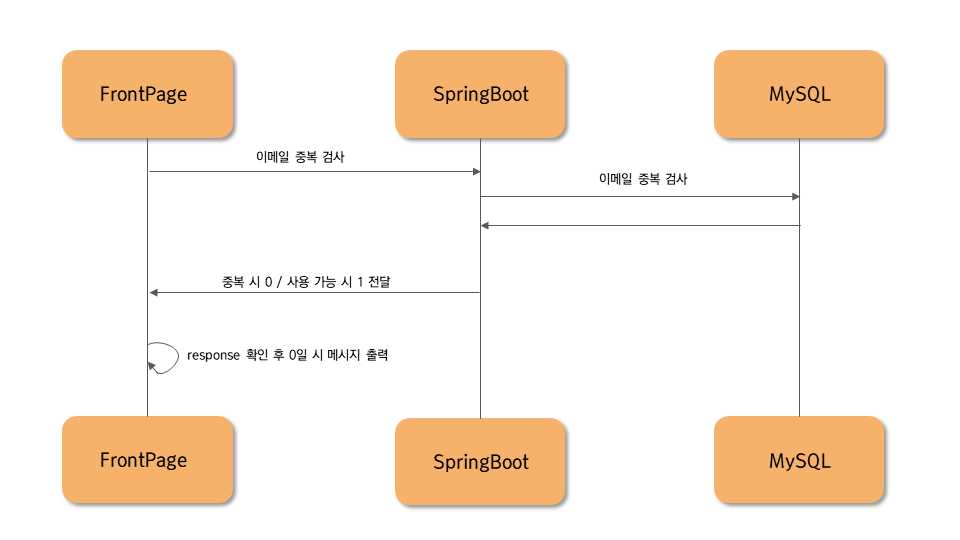 FrontPage
SpringBoot
MySQL
이메일 중복 검사
이메일 중복 검사
중복 시 0 / 사용 가능 시 1 전달
response 확인 후 0일 시 메시지 출력
FrontPage
SpringBoot
MySQL